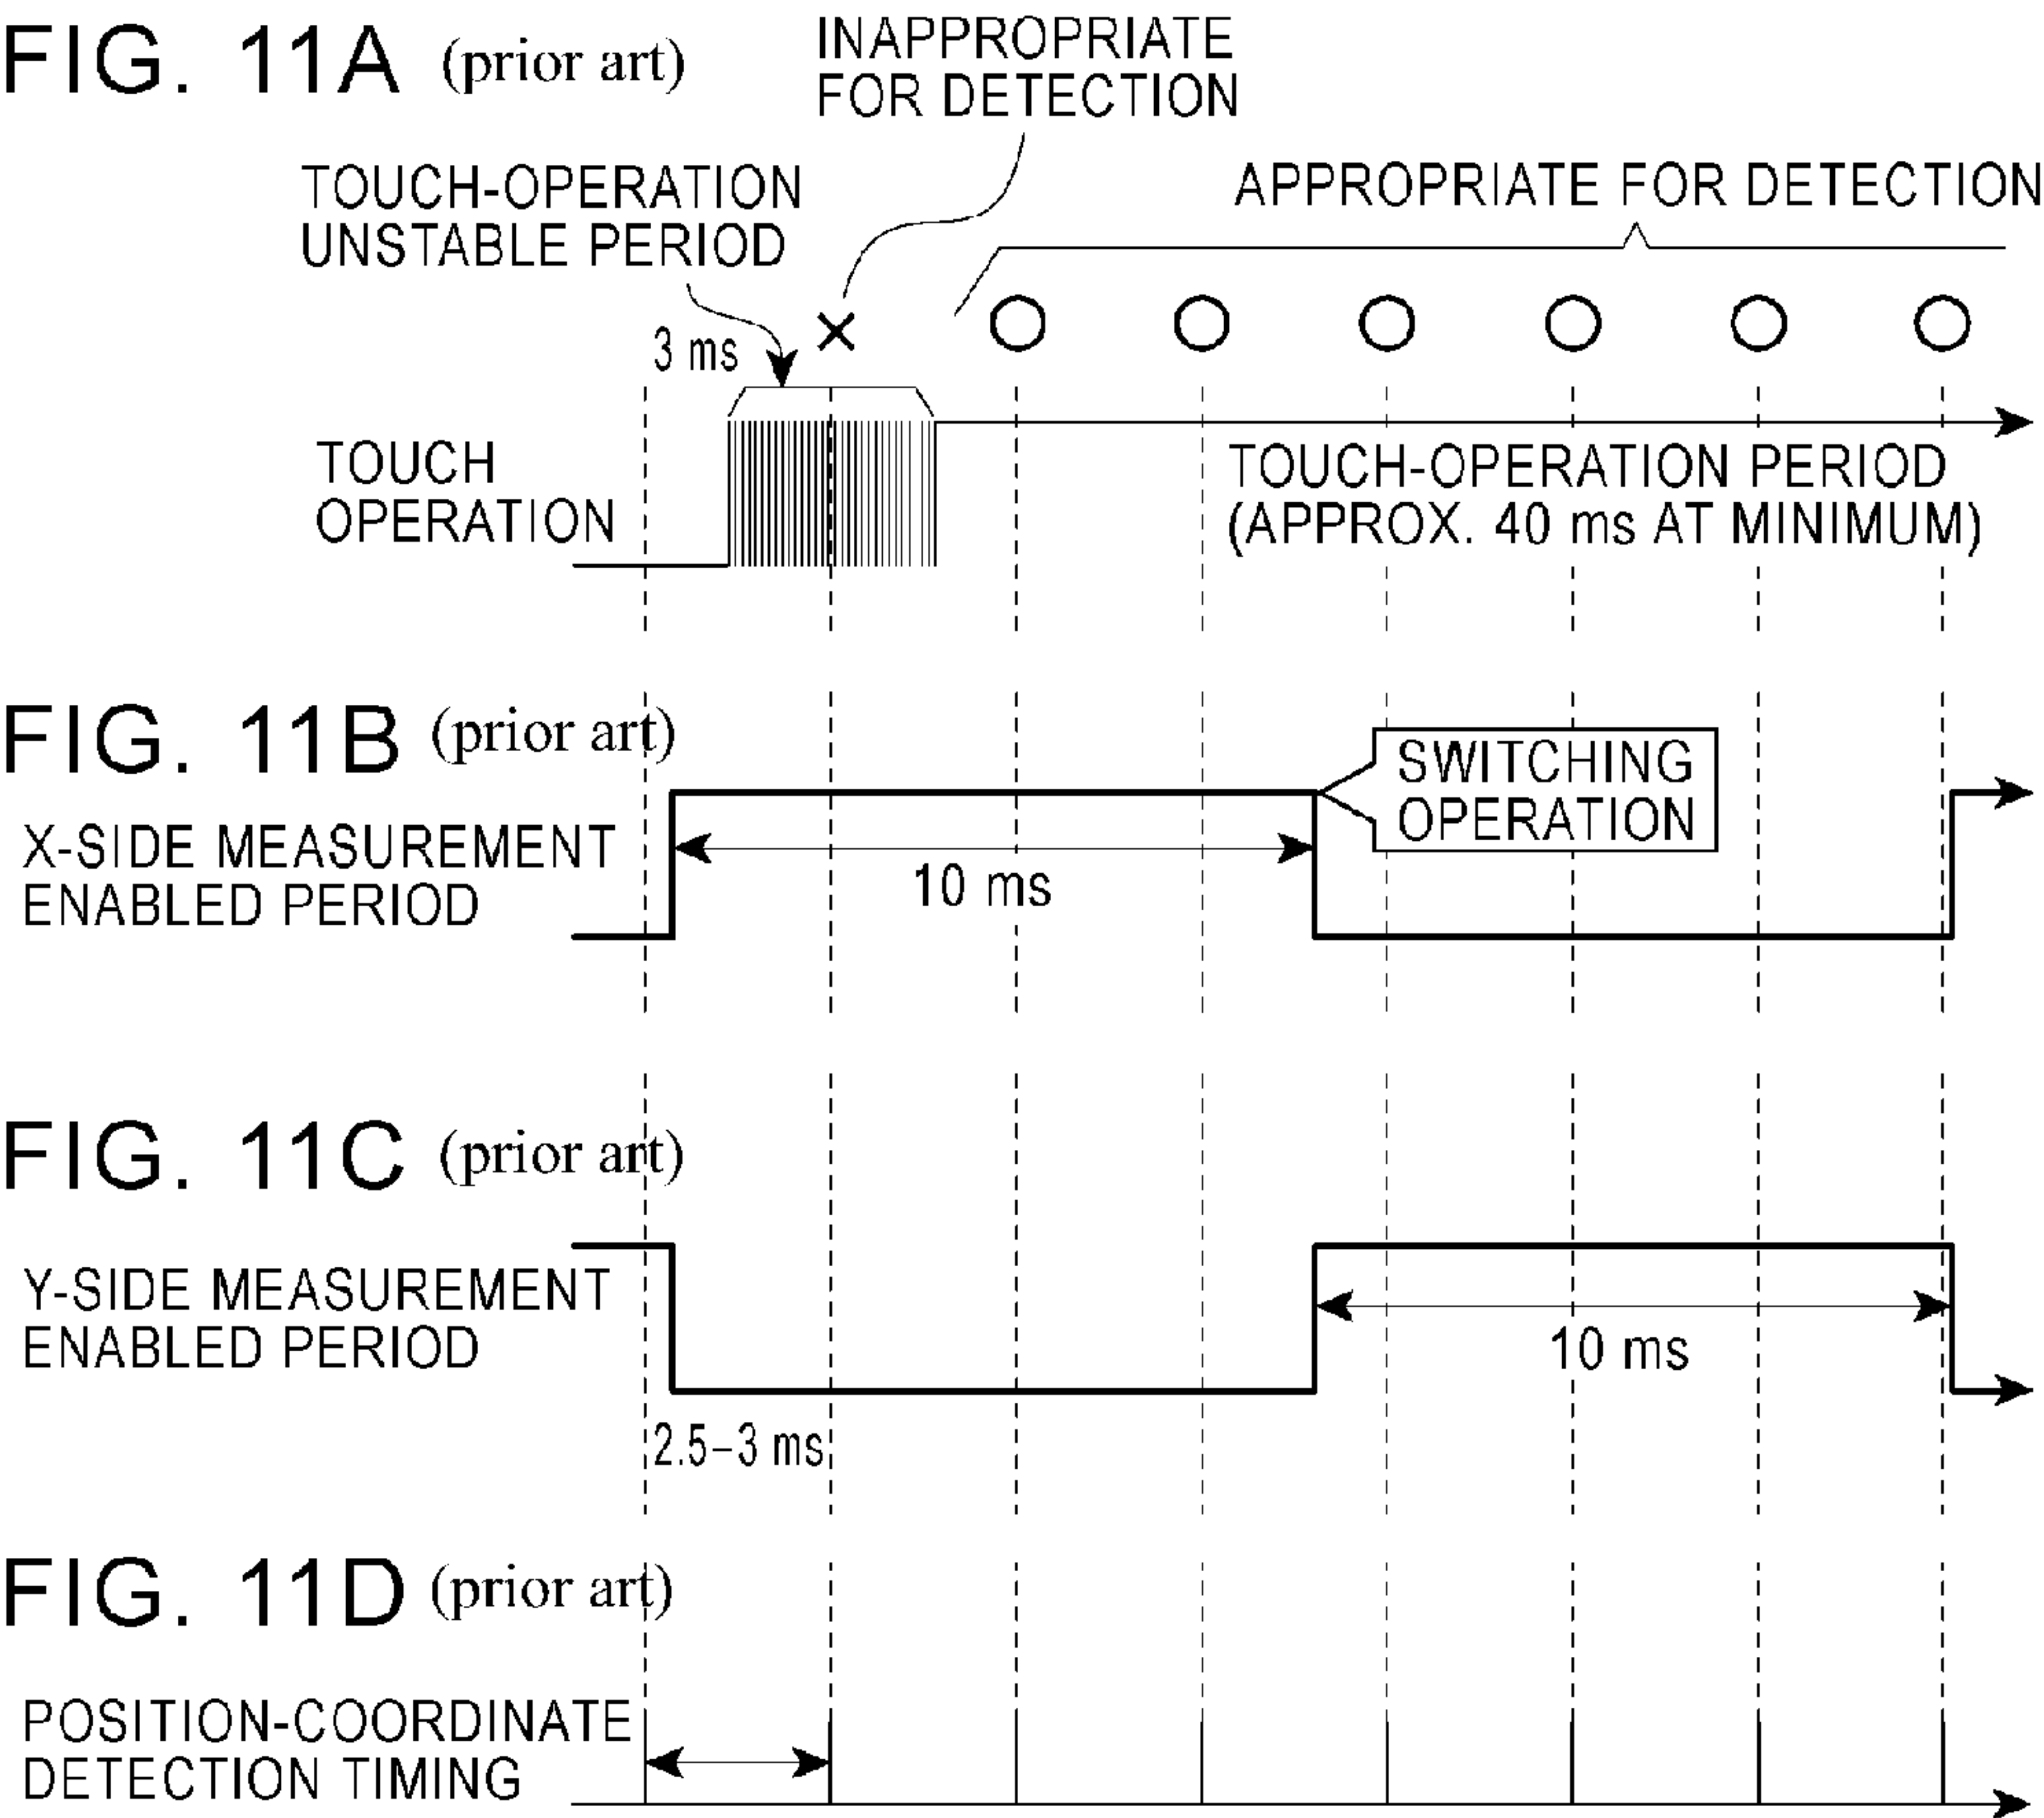 FIG. 11A (prior art)
INAPPROPRIATE
FOR DETECTION
TOUCH-OPERATION
UNSTABLE PERIOD
APPROPRIATE FOR DETECTION
3 ms
TOUCH
OPERATION
TOUCH-OPERATION PERIOD
(APPROX. 40 ms AT MINIMUM)
FIG. 11B (prior art)
SWITCHING
OPERATION
X-SIDE MEASUREMENT
ENABLED PERIOD
10 ms
FIG. 11C (prior art)
Y-SIDE MEASUREMENT
ENABLED PERIOD
10 ms
2.5–3 ms
FIG. 11D (prior art)
POSITION-COORDINATE
DETECTION TIMING